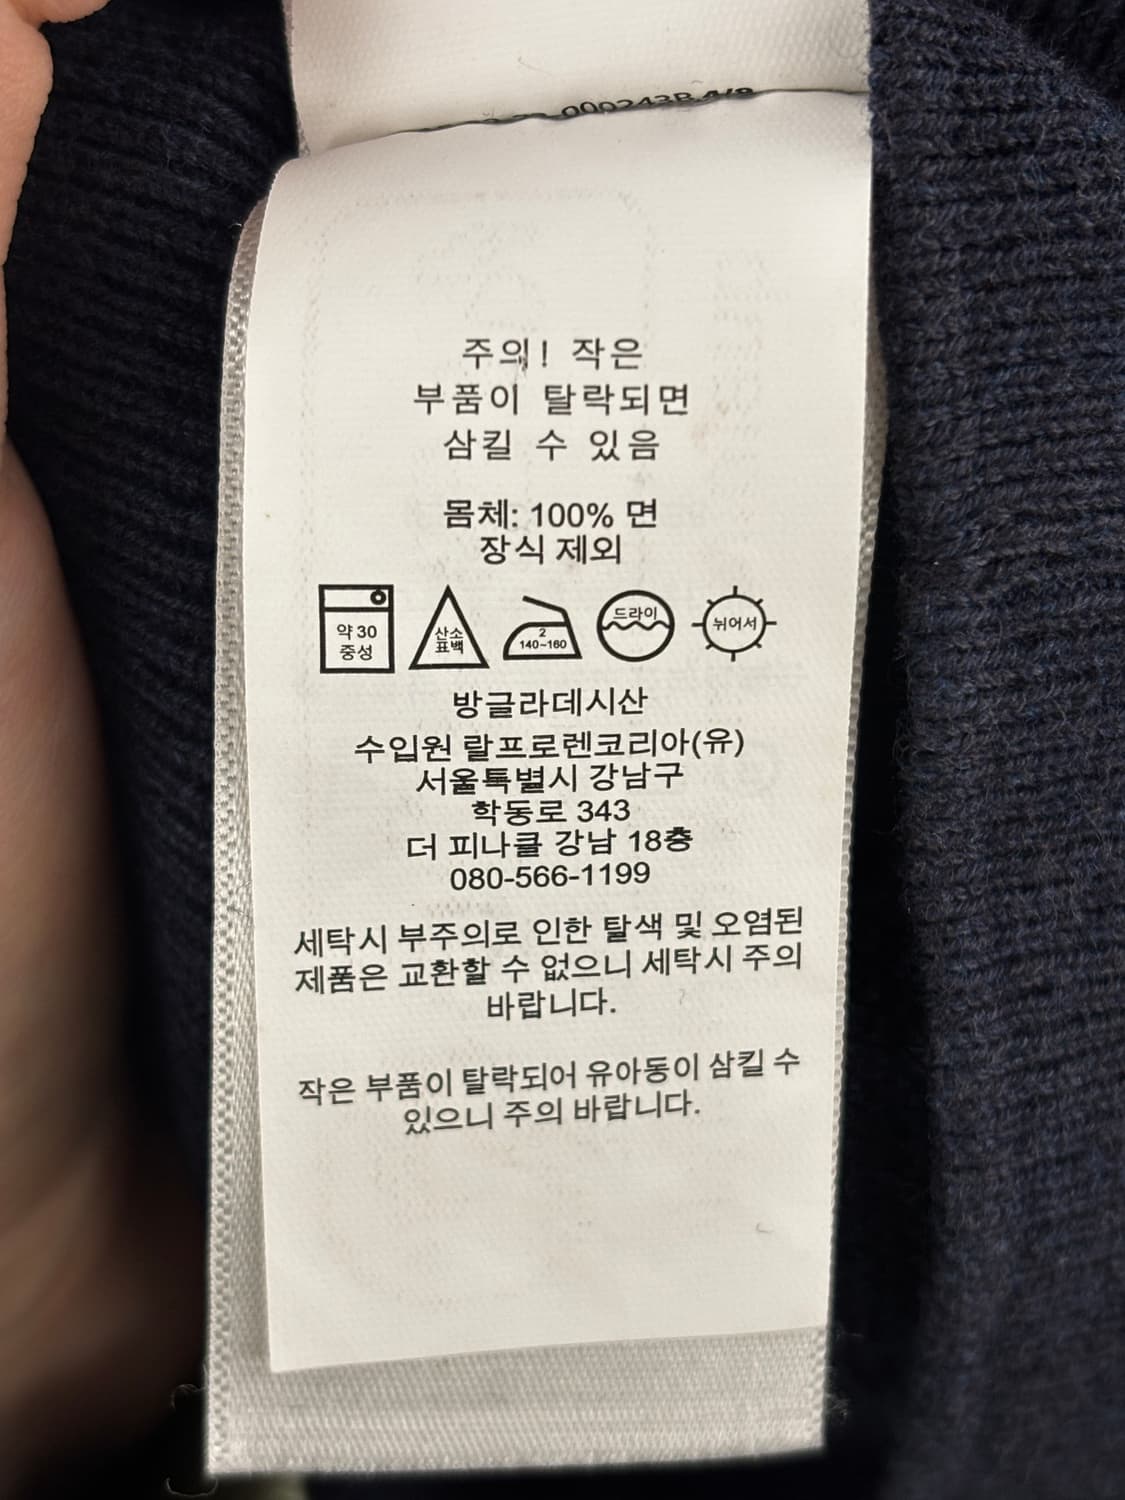 000243B 4/8
주의! 작은
부품이 탈락되면
삼킬 수 있음
몸체: 100% 면
장식 제외
약 30
중성
산소
표백
2
140~160
드라이
뉘어서
방글라데시산
수입원 랄프로렌코리아(유)
서울특별시 강남구
학동로 343
더 피나클 강남 18층
080-566-1199
세탁시 부주의로 인한 탈색 및 오염된
제품은 교환할 수 없으니 세탁시 주의
바랍니다.
작은 부품이 탈락되어 유아동이 삼킬 수
있으니 주의 바랍니다.